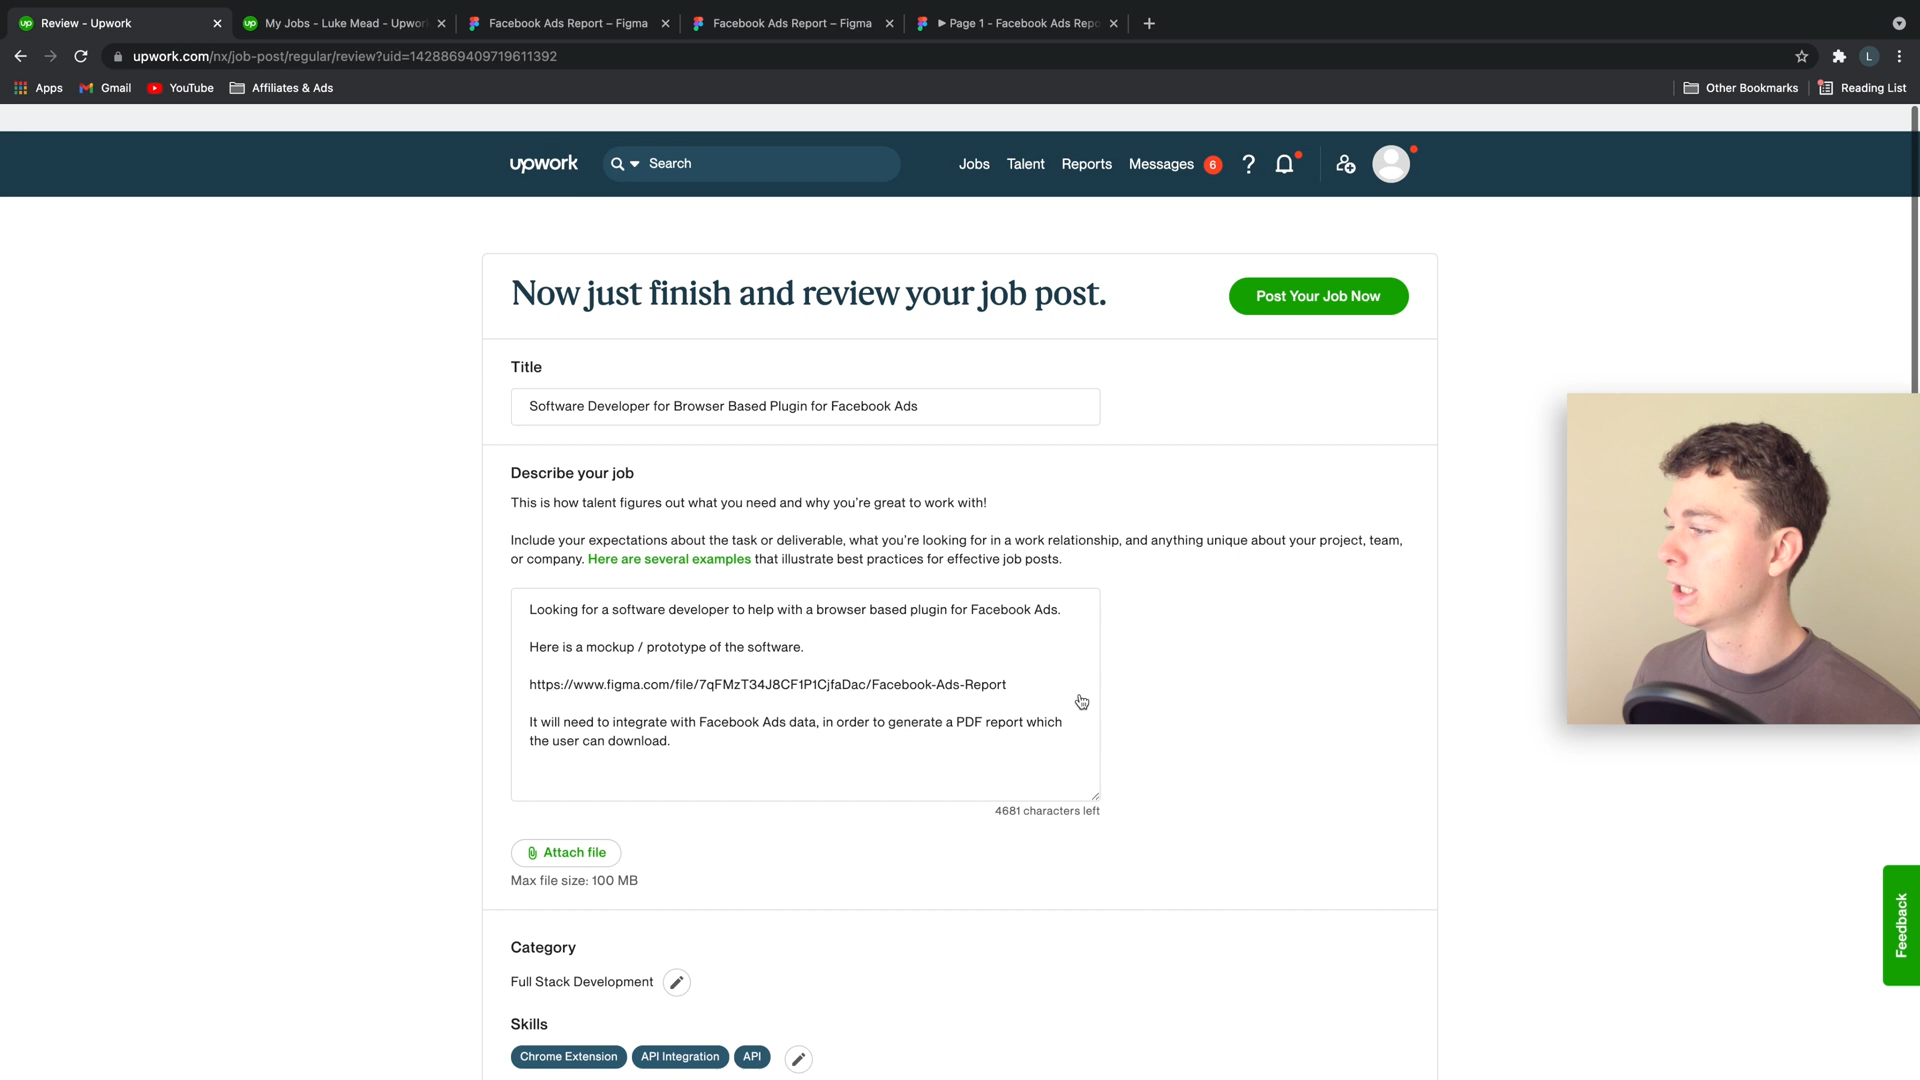 Review - Upwork
My Jobs - Luke Mead - Upwor
Facebook Ads Report – Figma
Facebook Ads Report – Figma
Page 1 - Facebook Ads Repo
upwork.com/nx/job-post/regular/review?uid=1428869409719611392
L
Apps
Gmail
YouTube
Affiliates & Ads
Other Bookmarks
Reading List
upwork
Search
Jobs
Talent
Reports
Messages
6
?
Now just finish and review your job post.
Post Your Job Now
Title
Software Developer for Browser Based Plugin for Facebook Ads
Describe your job
This is how talent figures out what you need and why you're great to work with!
Include your expectations about the task or deliverable, what you're looking for in a work relationship, and anything unique about your project, team,
or company. Here are several examples that illustrate best practices for effective job posts.
Looking for a software developer to help with a browser based plugin for Facebook Ads.
Here is a mockup / prototype of the software.
https://www.figma.com/file/7qFMzT34J8CF1P1CjfaDac/Facebook-Ads-Report
It will need to integrate with Facebook Ads data, in order to generate a PDF report which
the user can download.
4681 characters left
Attach file
Max file size: 100 MB
Feedback
Category
Full Stack Development
Skills
Chrome Extension
API Integration
API